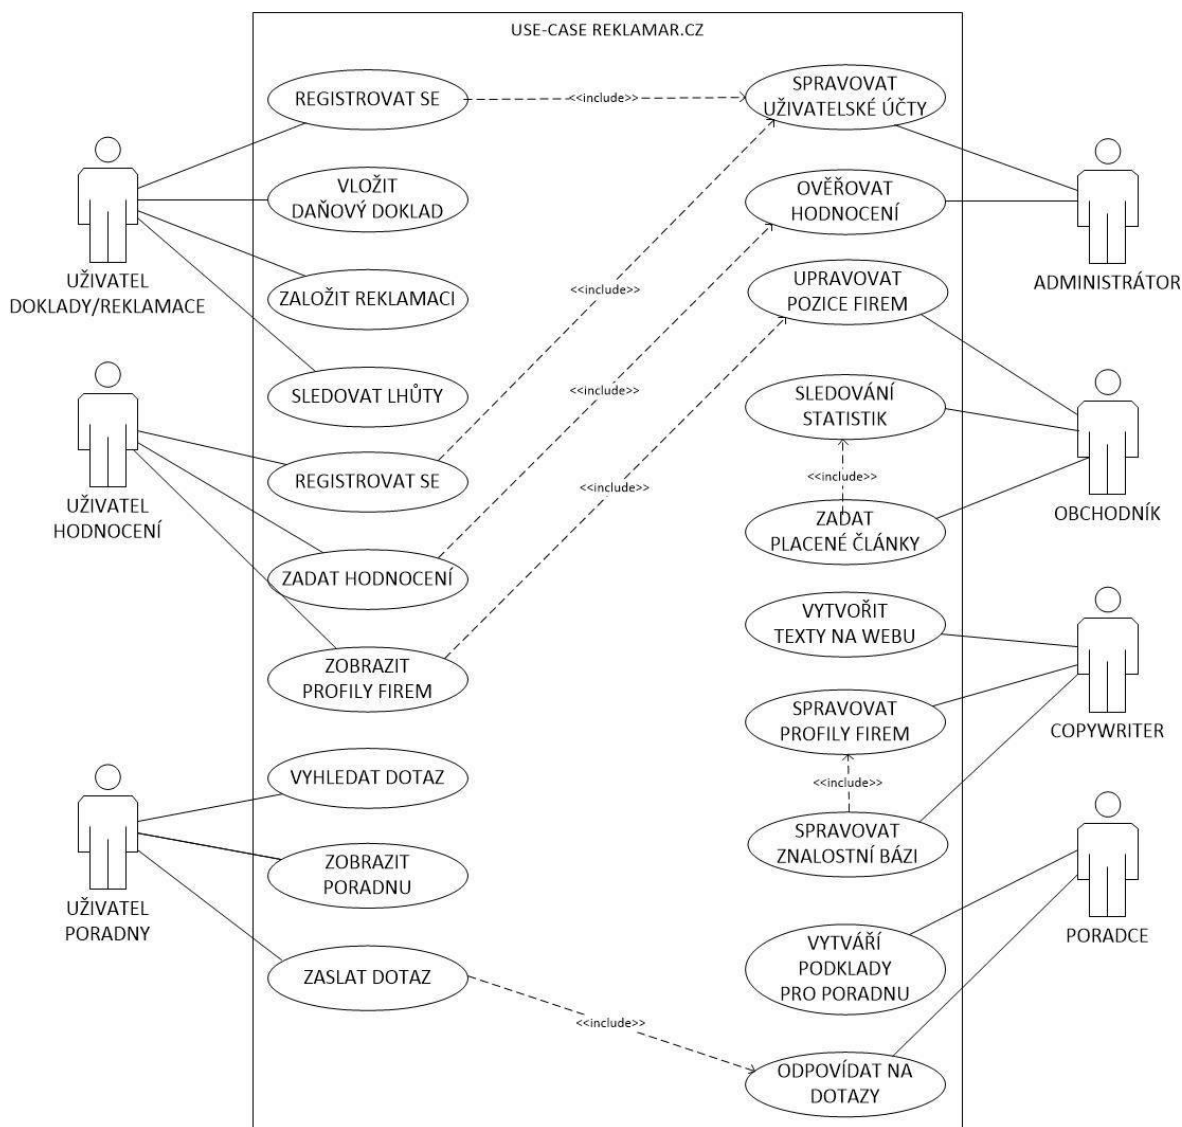 USE-CASE REKLAMAR.CZ
REGISTROVAT SE
<<include>>
SPRAVOVAT
UŽIVATELSKÉ ÚČTY
VLOŽIT
DAŇOVÝ DOKLAD
OVĚŘOVAT
HODNOCENÍ
UŽIVATEL
DOKLADY/REKLAMACE
ADMINISTRÁTOR
ZALOŽIT REKLAMACI
<<include>>
UPRAVOVAT
POZICE FIREM
SLEDOVAT LHŮTY
<<include>>
SLEDOVÁNÍ
STATISTIK
REGISTROVAT SE
<<include>>
<<include>>
UŽIVATEL
HODNOCENÍ
OBCHODNÍK
ZADAT
PLACENÉ ČLÁNKY
ZADAT HODNOCENÍ
VYTVOŘIT
TEXTY NA WEBU
ZOBRAZIT
PROFILY FIREM
SPRAVOVAT
PROFILY FIREM
COPYWRITER
VYHLEDAT DOTAZ
<<include>>
SPRAVOVAT
ZNALOSTNÍ BÁZI
ZOBRAZIT
PORADNU
UŽIVATEL
PORADNY
PORADCE
VYTVÁŘÍ
PODKLADY
PRO PORADNU
ZASLAT DOTAZ
<<include>>
ODPOVÍDAT NA
DOTAZY